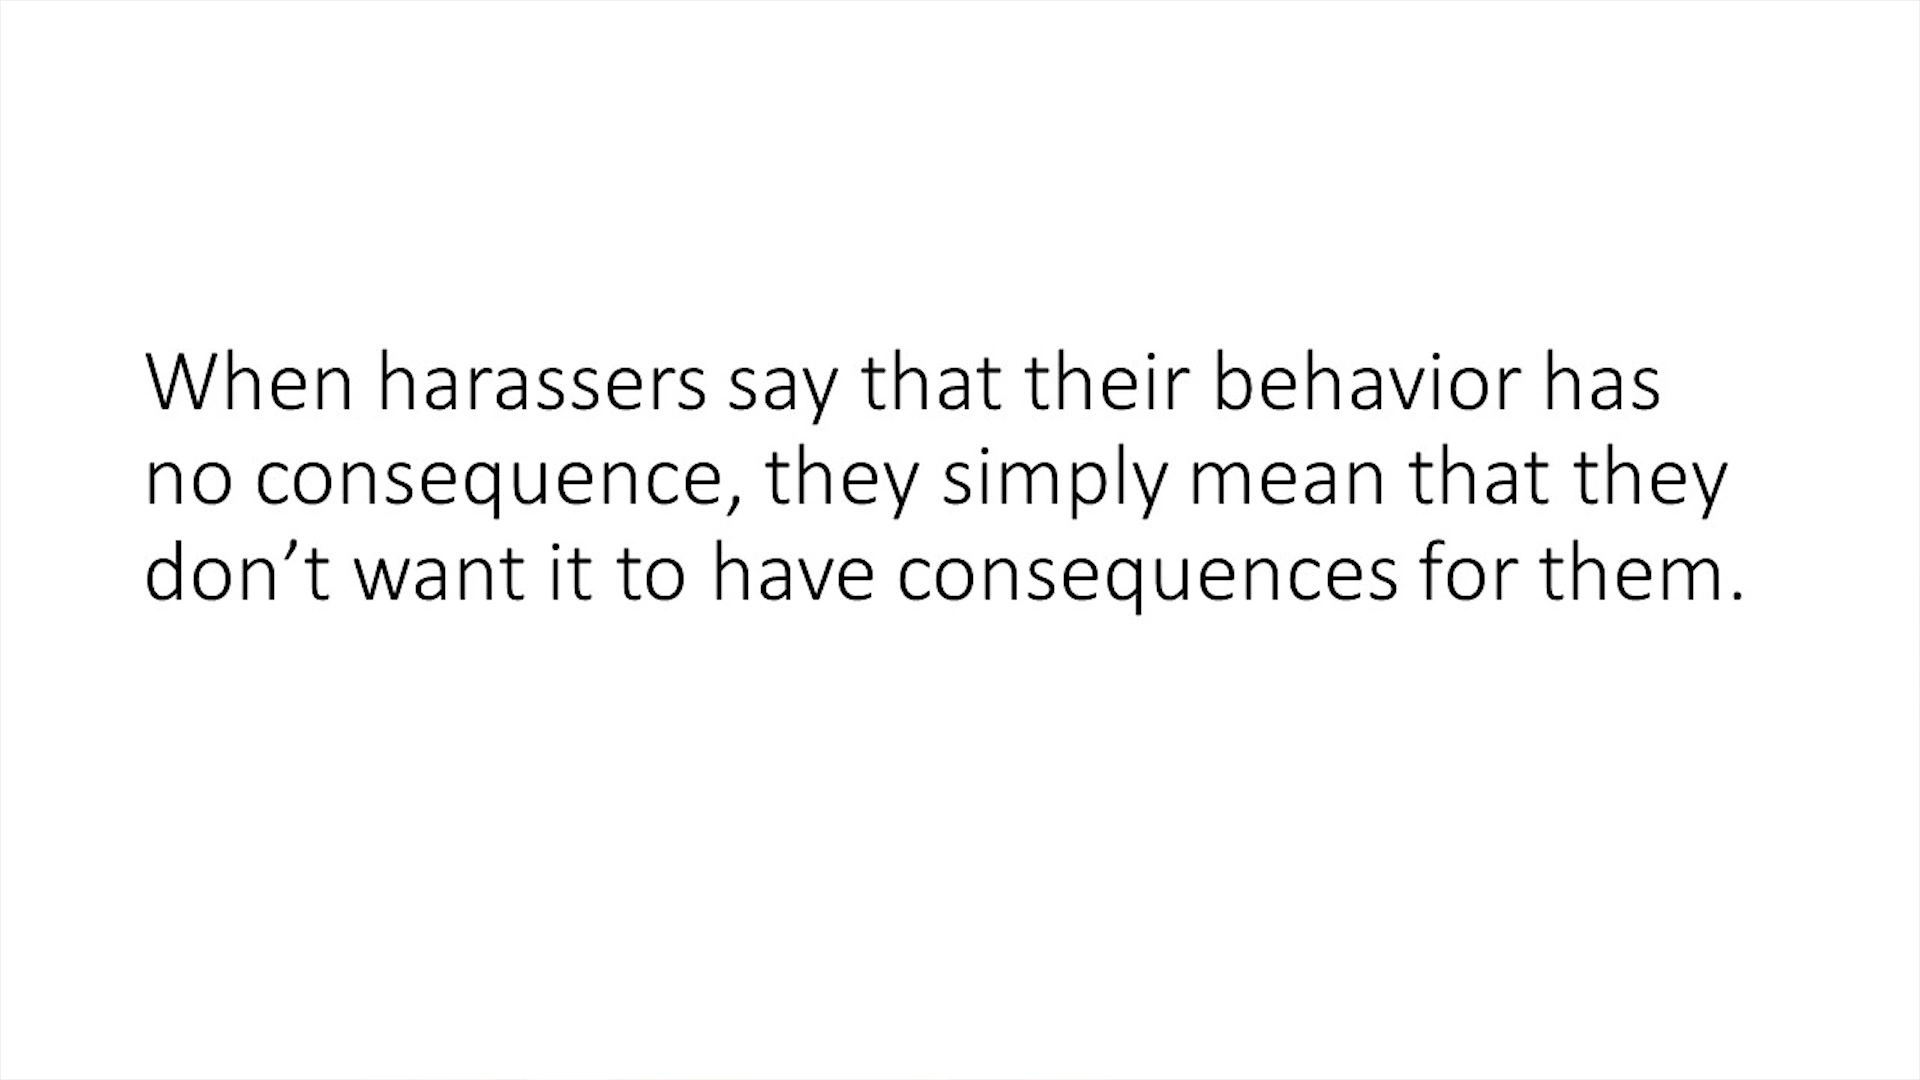 When harassers say that their behavior has
no consequence, they simply mean that they
don’t want it to have consequences for them.